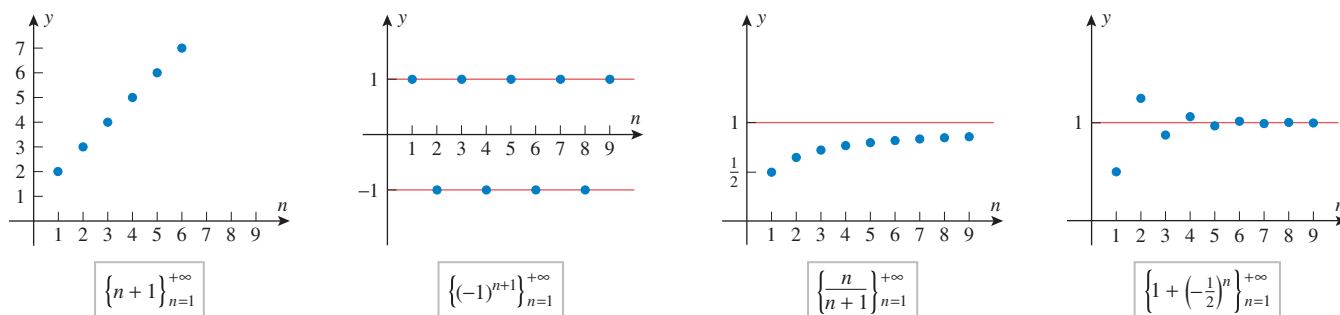 y
7
6
5
4
3
2
1
n
1 2 3 4 5 6 7 8 9
{n + 1}^{+∞}_{n=1}
y
1
n
1 2 3 4 5 6 7 8 9
−1
{(−1)^{n+1}}^{+∞}_{n=1}
y
1
1/2
n
1 2 3 4 5 6 7 8 9
{n/(n + 1)}^{+∞}_{n=1}
y
1
n
1 2 3 4 5 6 7 8 9
{1 + (−1/2)^n}^{+∞}_{n=1}